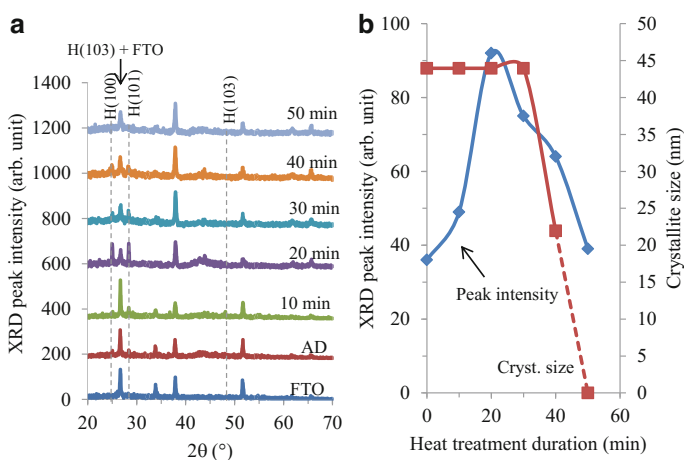 a
H(103) + FTO
H(100)
H(101)
H(103)
1400
1200
1000
800
600
400
200
0
XRD peak intensity (arb. unit)
50 min
40 min
30 min
20 min
10 min
AD
FTO
20 30 40 50 60 70
2θ (°)
b
100
80
60
40
20
0
XRD peak intensity (arb. unit)
Peak intensity
Cryst. size
50
45
40
35
30
25
20
15
10
5
0
Crystallite size (nm)
0 20 40 60
Heat treatment duration (min)